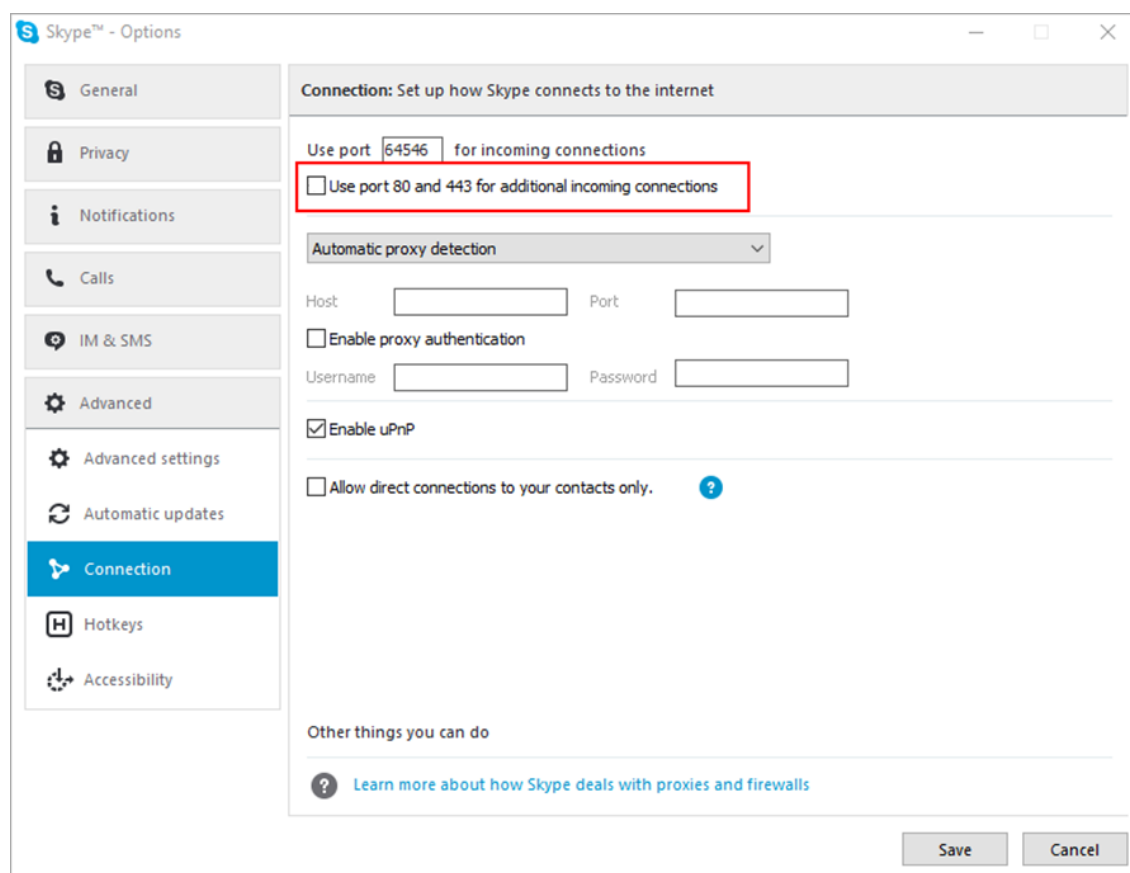 Skype™ - Options
General
Privacy
Notifications
Calls
IM & SMS
Advanced
Advanced settings
Automatic updates
Connection
Hotkeys
Accessibility
Connection: Set up how Skype connects to the internet
Use port 64546 for incoming connections
Use port 80 and 443 for additional incoming connections
Automatic proxy detection
Host Port
Enable proxy authentication
Username Password
Enable uPnP
Allow direct connections to your contacts only. ?
Other things you can do
? Learn more about how Skype deals with proxies and firewalls
Save Cancel